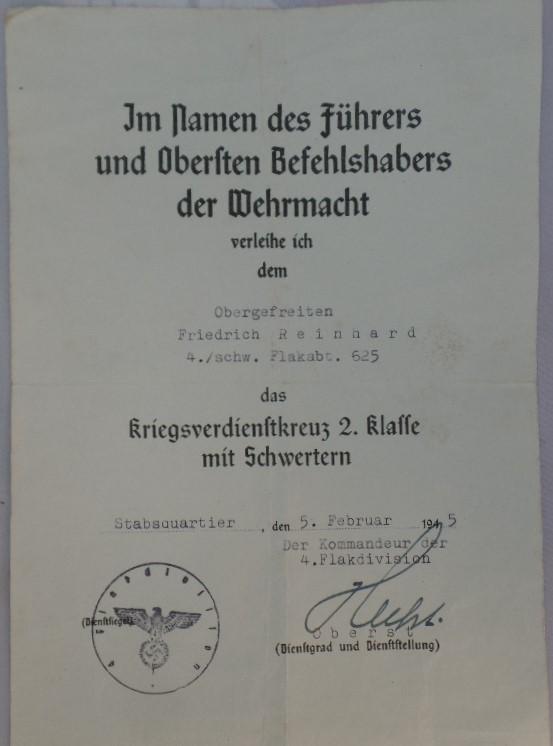 Im Namen des Führers
und Obersten Befehlshabers
der Wehrmacht
verleihe ich
dem
Obergefreiten
Friedrich Reinhard
4./schw. Flakabt. 625
das
Kriegsverdienstkreuz 2. Klasse
mit Schwertern
Stabsquartier, den 5. Februar 1945
Der Kommandeur der
4.Flakdivision
(Dienstsiegel)
Oberst
(Dienstgrad und Dienststellung)